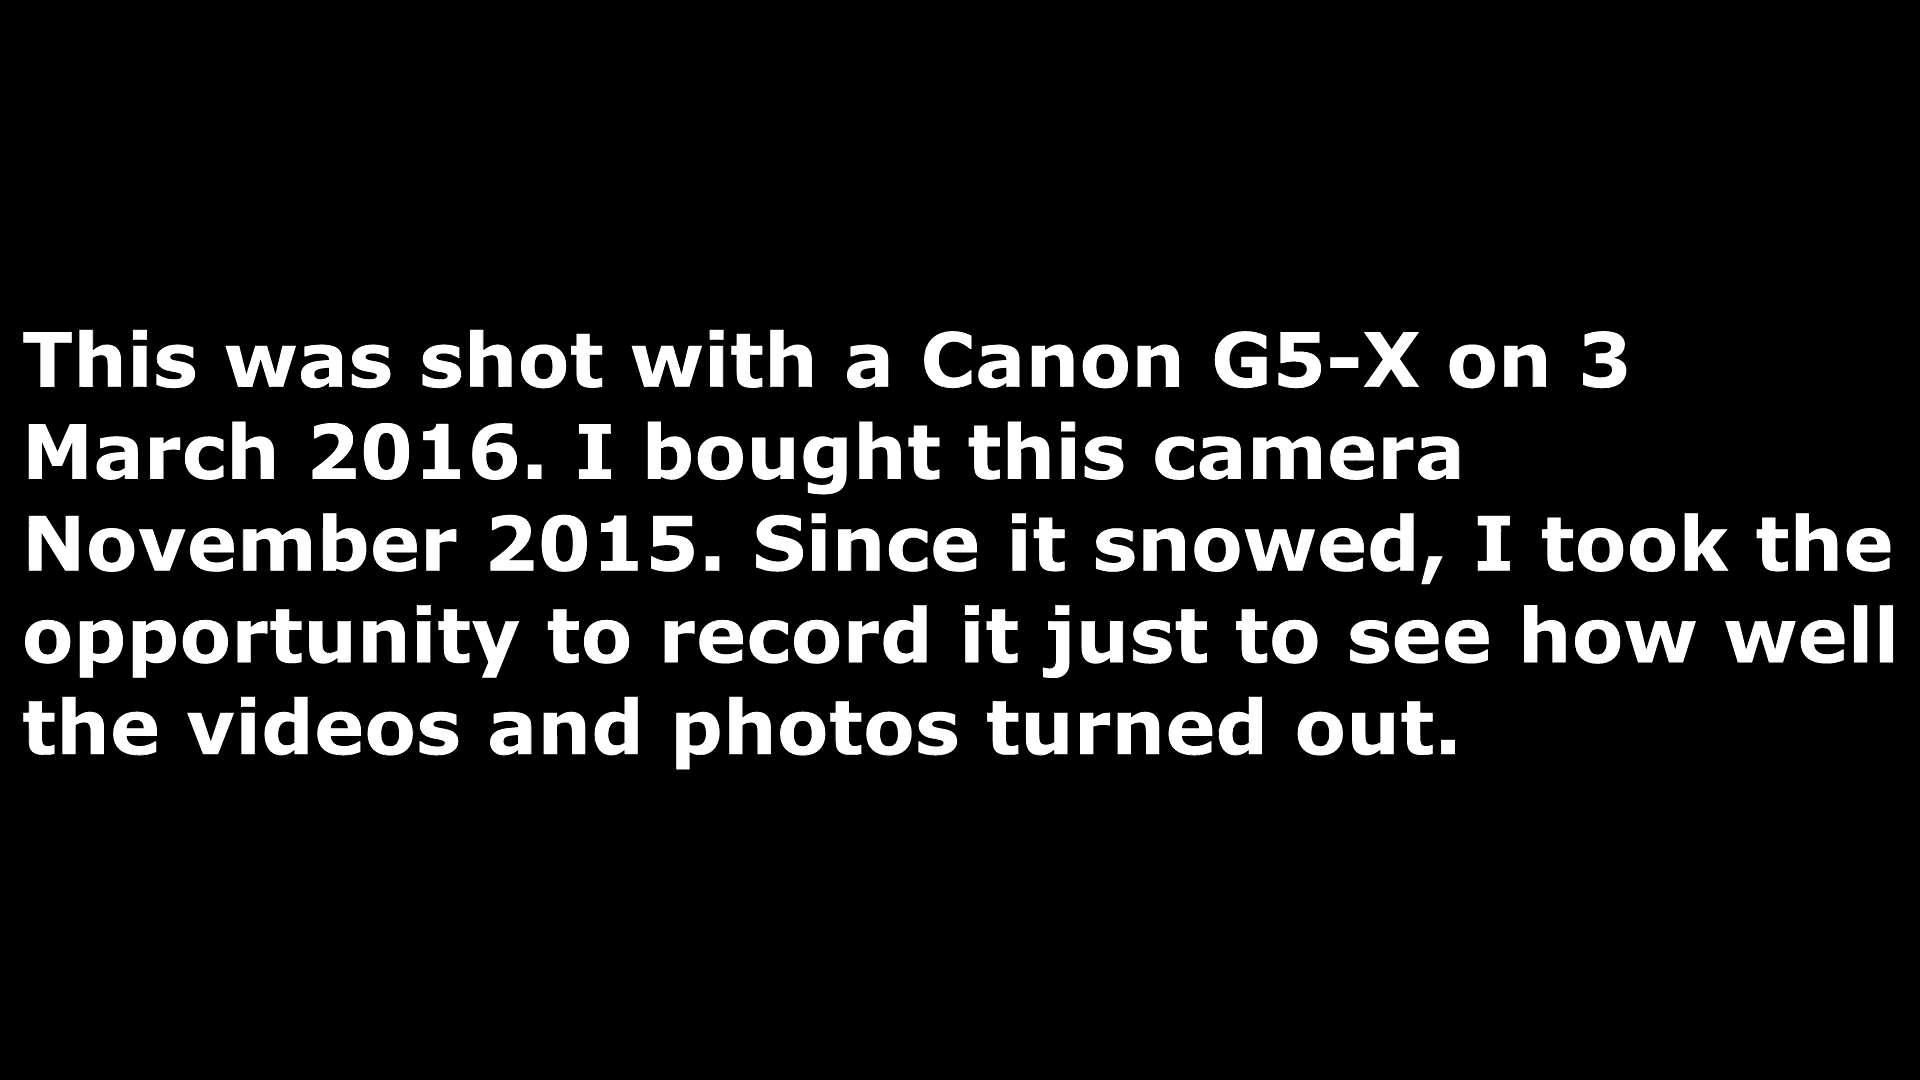 This was shot with a Canon G5-X on 3
March 2016. I bought this camera
November 2015. Since it snowed, I took the
opportunity to record it just to see how well
the videos and photos turned out.